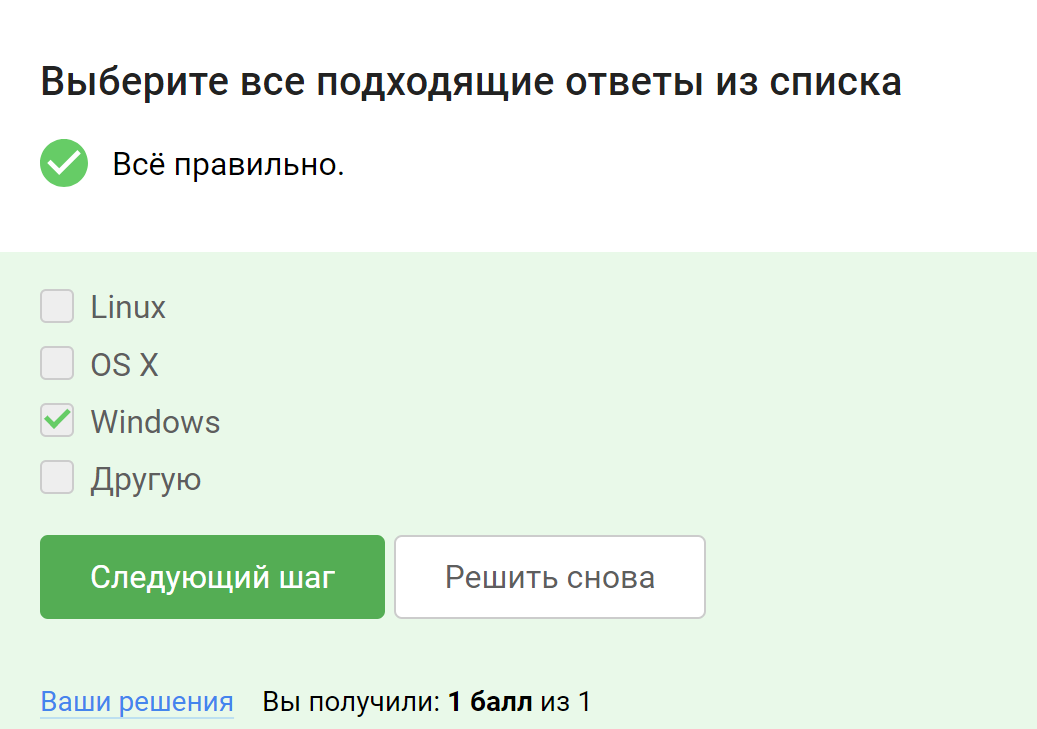 Выберите все подходящие ответы из списка
Всё правильно.
Linux
OS X
Windows
Другую
Следующий шаг
Решить снова
Ваши решения Вы получили: 1 балл из 1